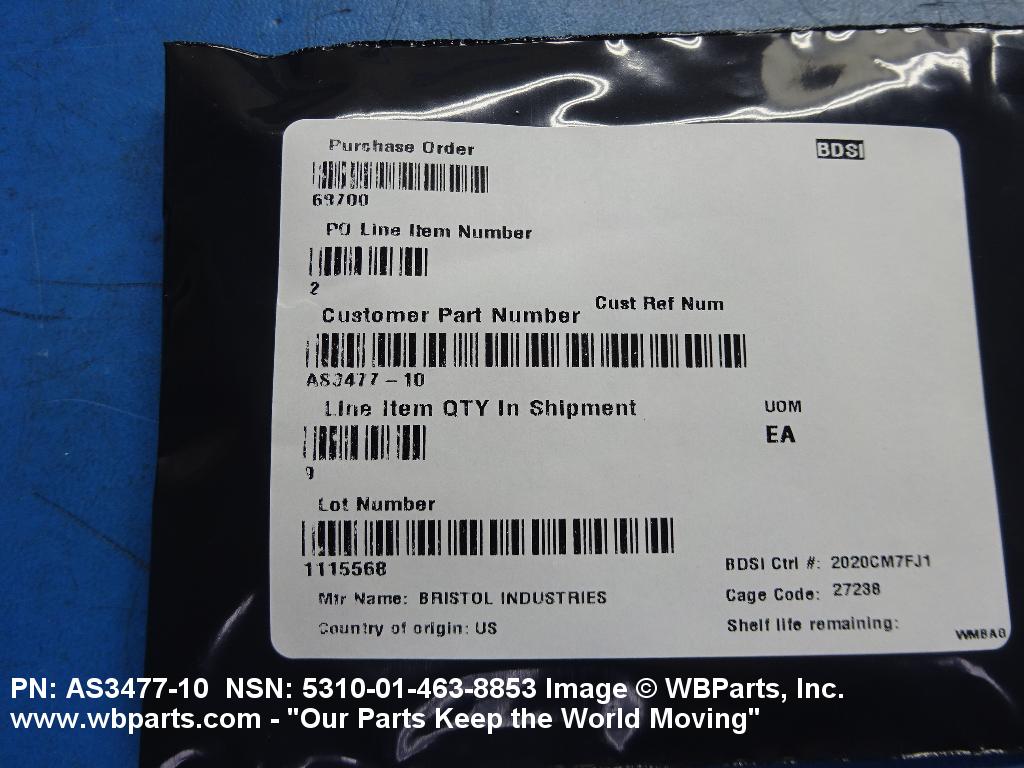 Purchase Order
BDSI
69700
PO Line Item Number
2
Customer Part Number
Cust Ref Num
AS3477-10
Line Item QTY In Shipment
UOM
EA
9
Lot Number
1115568
BDSI Ctrl #: 2020CM7FJ1
Mfr Name: BRISTOL INDUSTRIES
Cage Code: 27238
Country of origin: US
Shelf life remaining:
WMBAG
PN: AS3477-10 NSN: 5310-01-463-8853 Image © WBParts, Inc.
www.wbparts.com - "Our Parts Keep the World Moving"